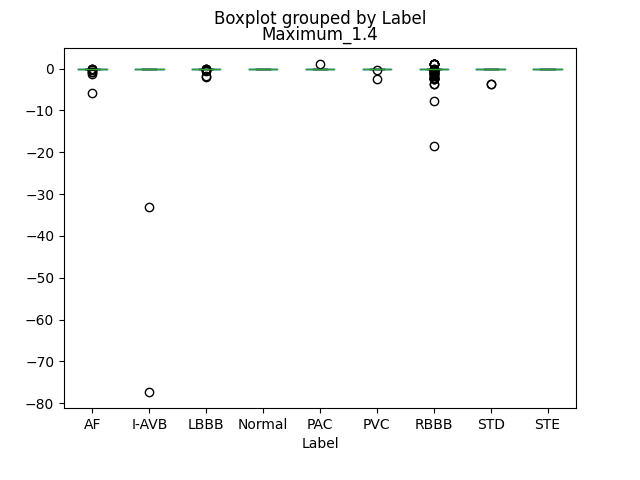 Boxplot grouped by Label
Maximum_1.4
0
−10
−20
−30
−40
−50
−60
−70
−80
AF I-AVB LBBB Normal PAC PVC RBBB STD STE
Label